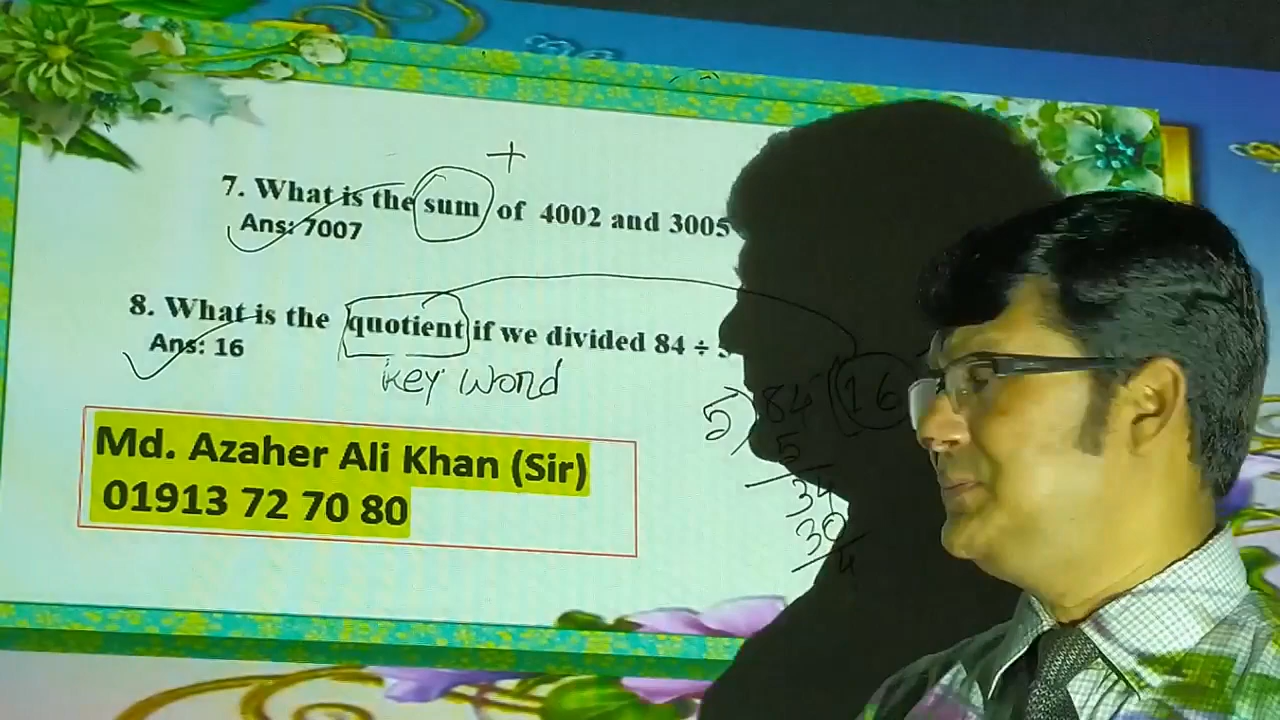 +
7. What is the sum of 4002 and 3005
Ans: 7007
8. What is the quotient if we divided 84 ÷
Ans: 16
key word
5)84(16
5
34
30
4
Md. Azaher Ali Khan (Sir)
01913 72 70 80